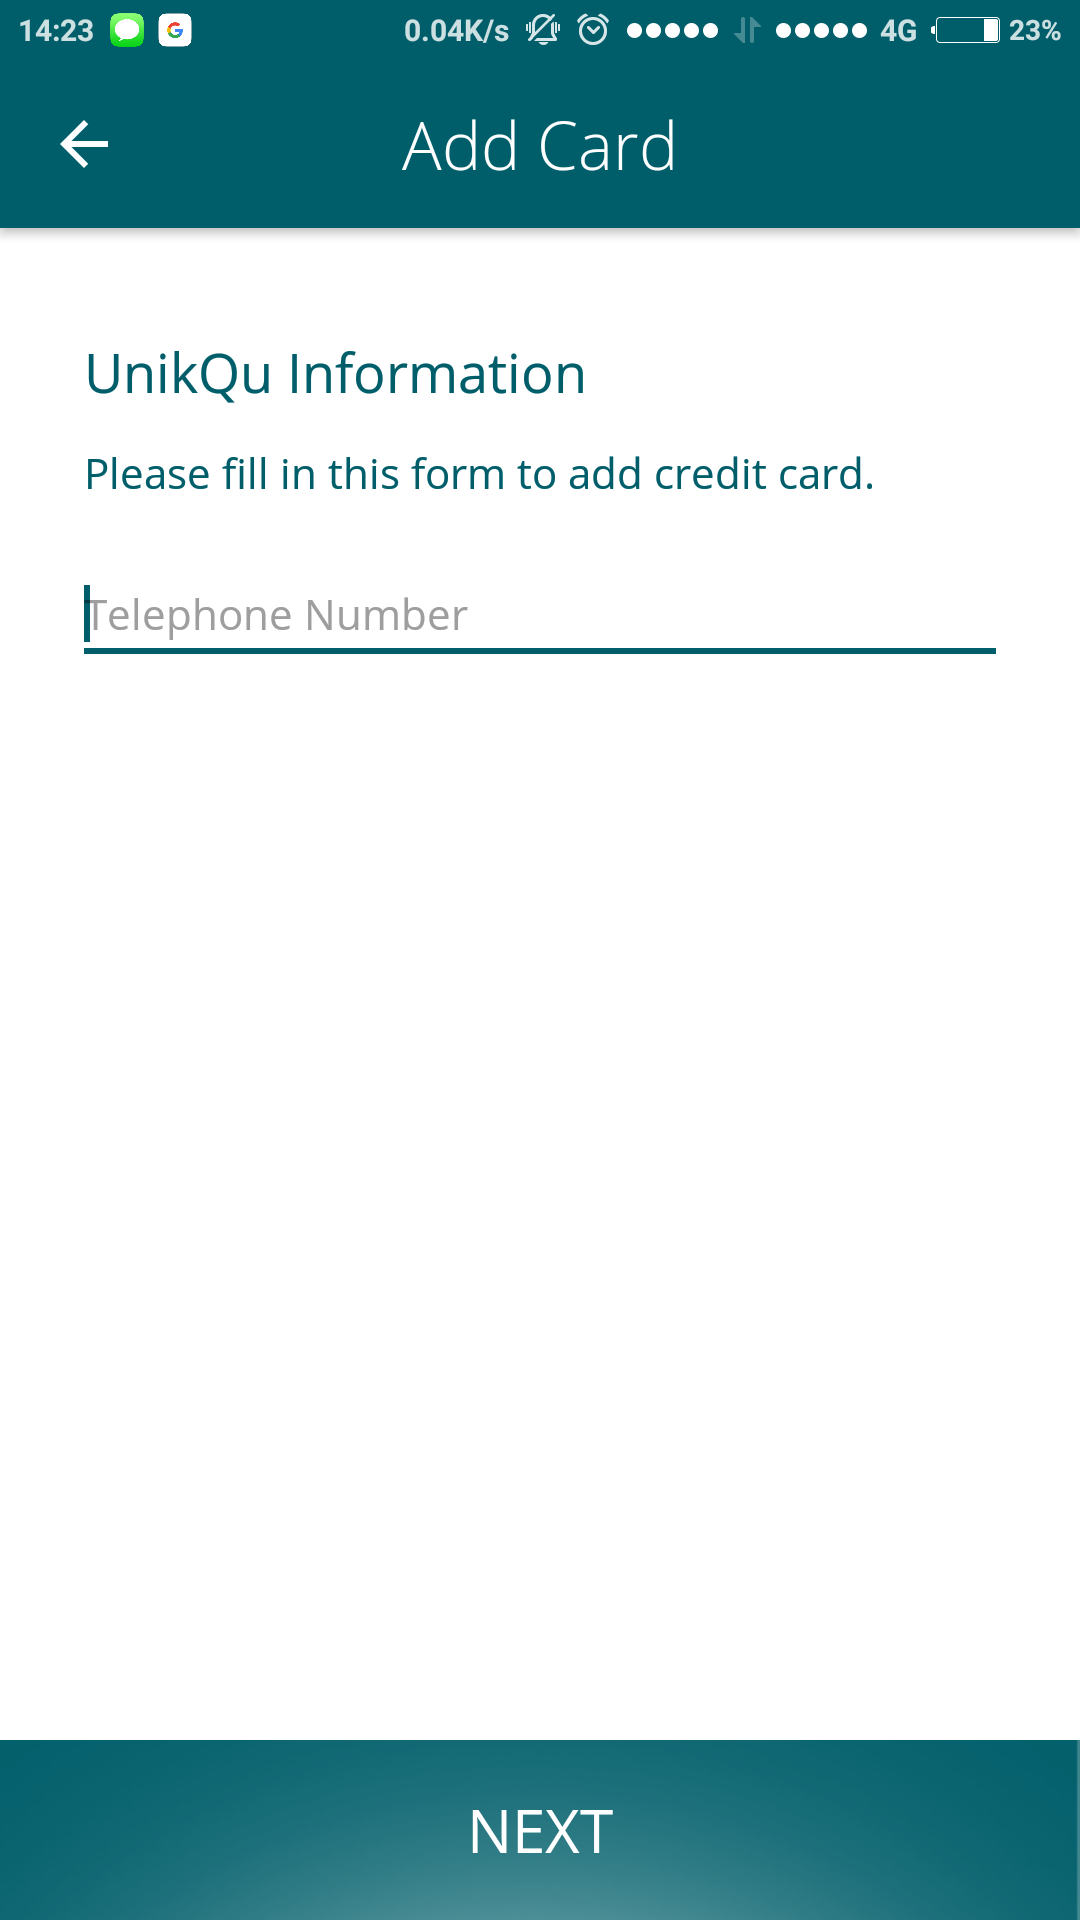 14:23 0.04K/s 4G 23%
Add Card
UnikQu Information
Please fill in this form to add credit card.
Telephone Number
NEXT